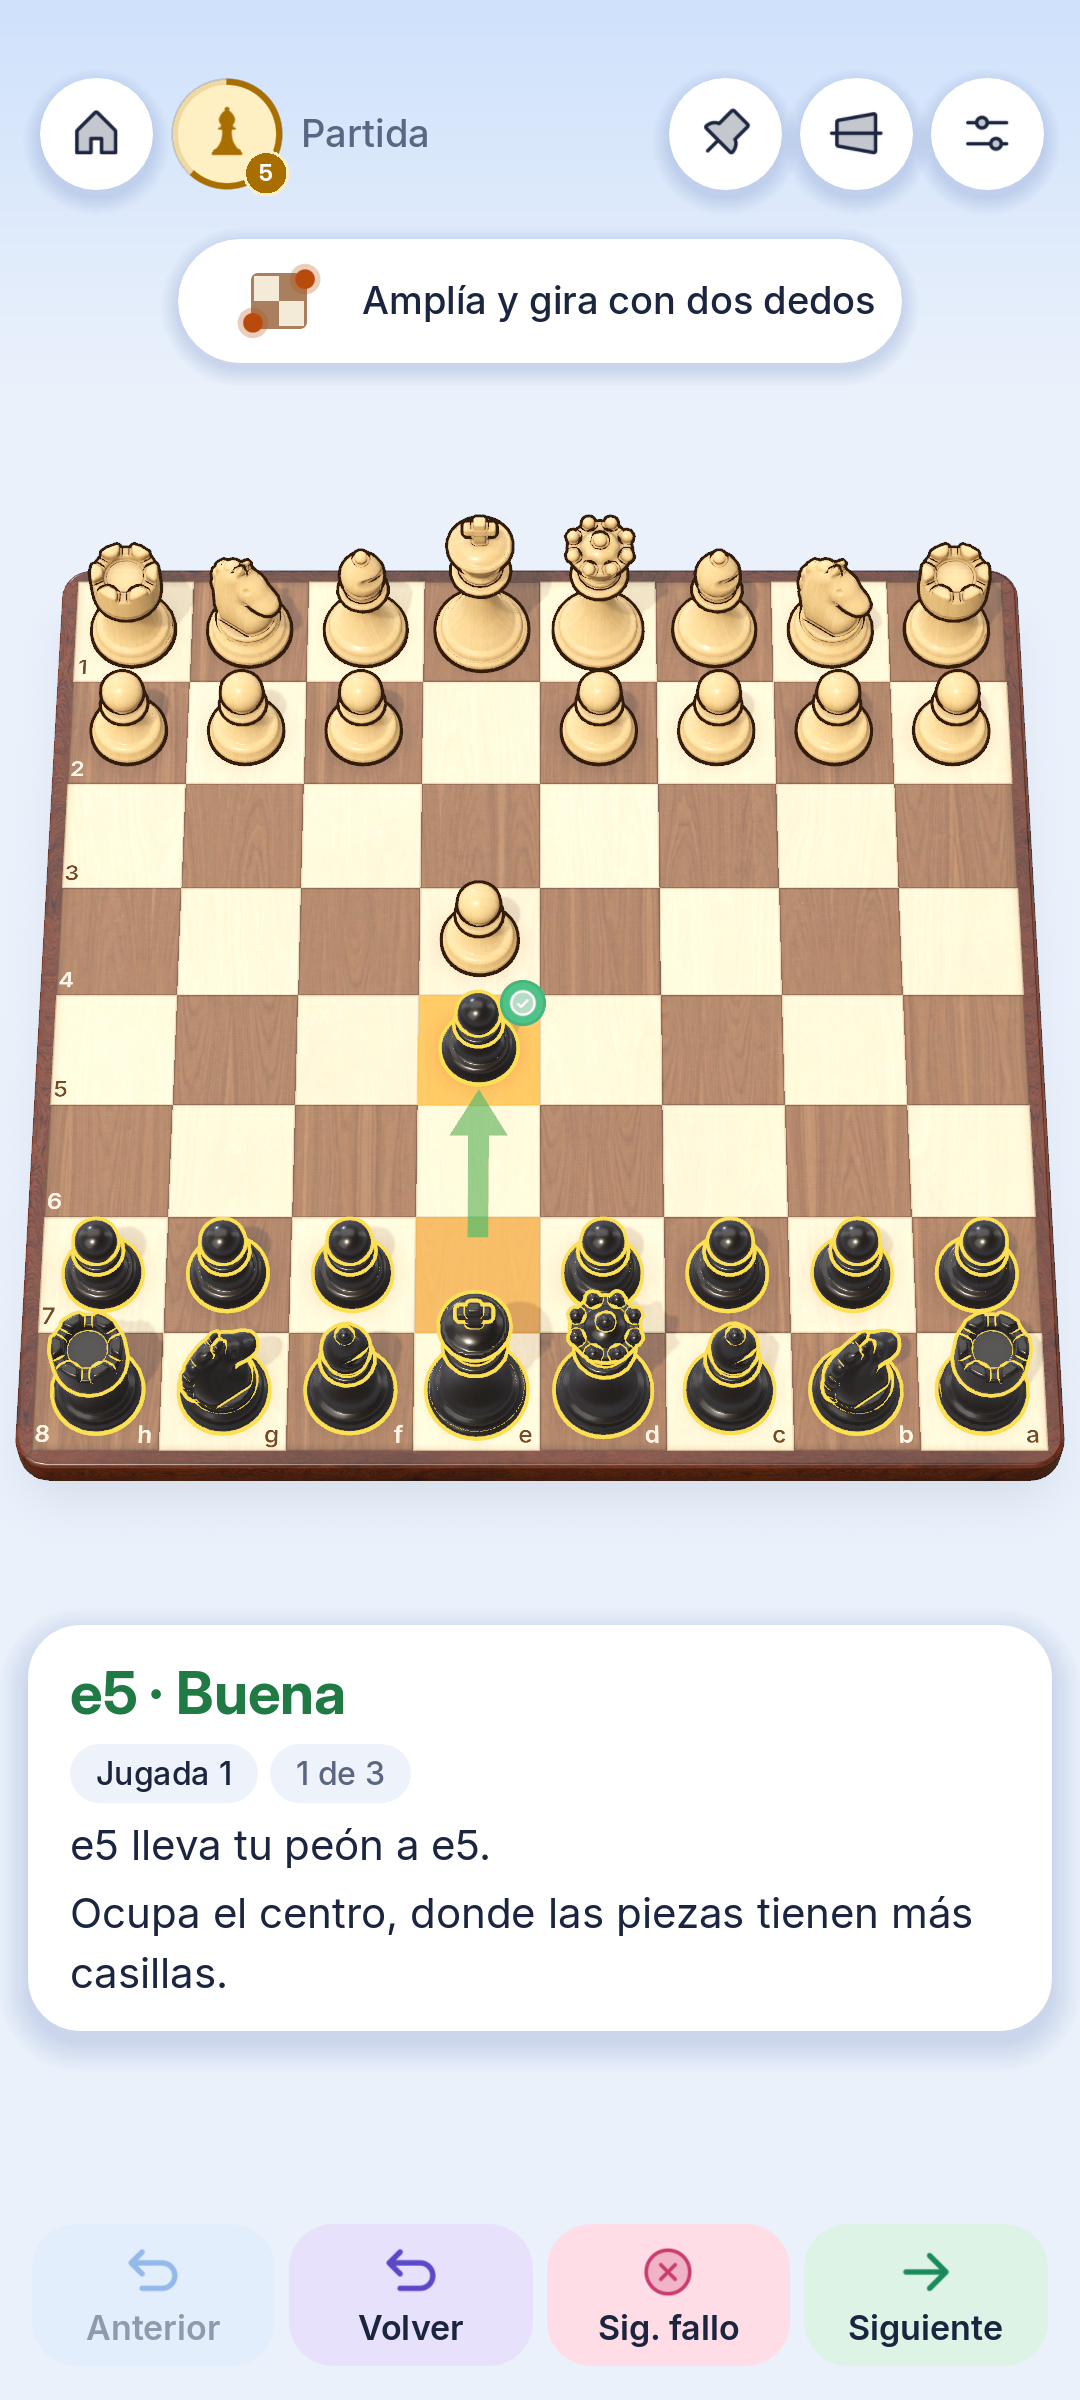 Partida
5
Amplía y gira con dos dedos
1
2
3
4
5
6
7
8 h g f e d c b a
e5 · Buena
Jugada 1 1 de 3
e5 lleva tu peón a e5.
Ocupa el centro, donde las piezas tienen más
casillas.
Anterior Volver Sig. fallo Siguiente